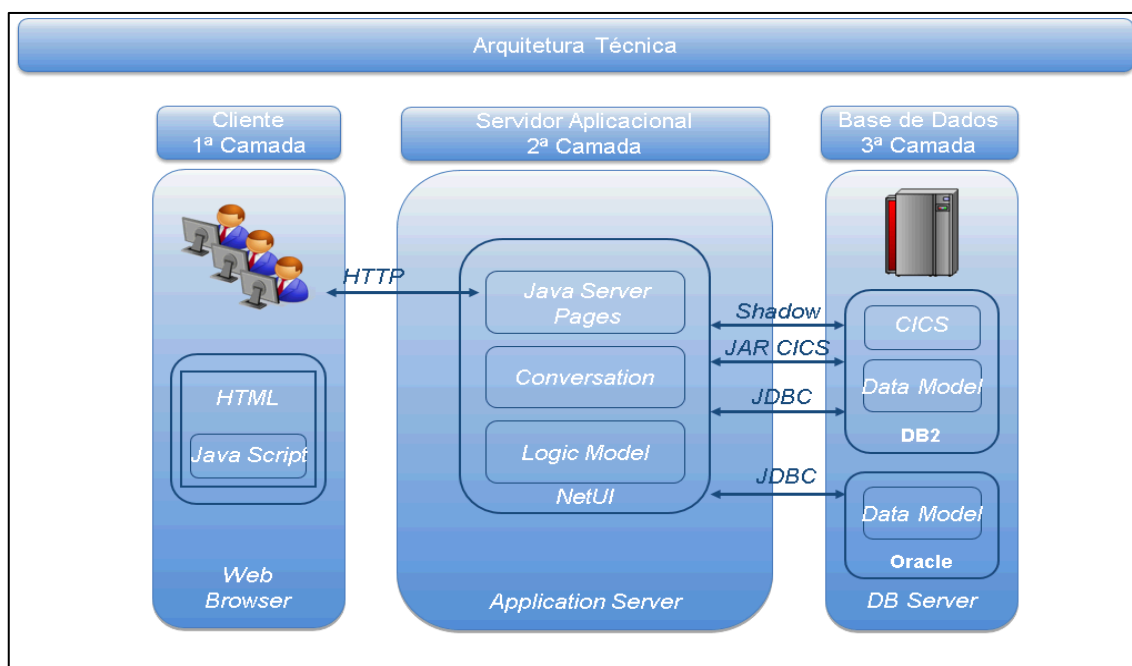 Arquitetura Técnica
Cliente
1ª Camada
Servidor Aplicacional
2ª Camada
Base de Dados
3ª Camada
HTTP
HTML
Java Script
Web
Browser
Java Server
Pages
Conversation
Logic Model
NetUI
Application Server
Shadow
JAR CICS
JDBC
JDBC
CICS
Data Model
DB2
Data Model
Oracle
DB Server